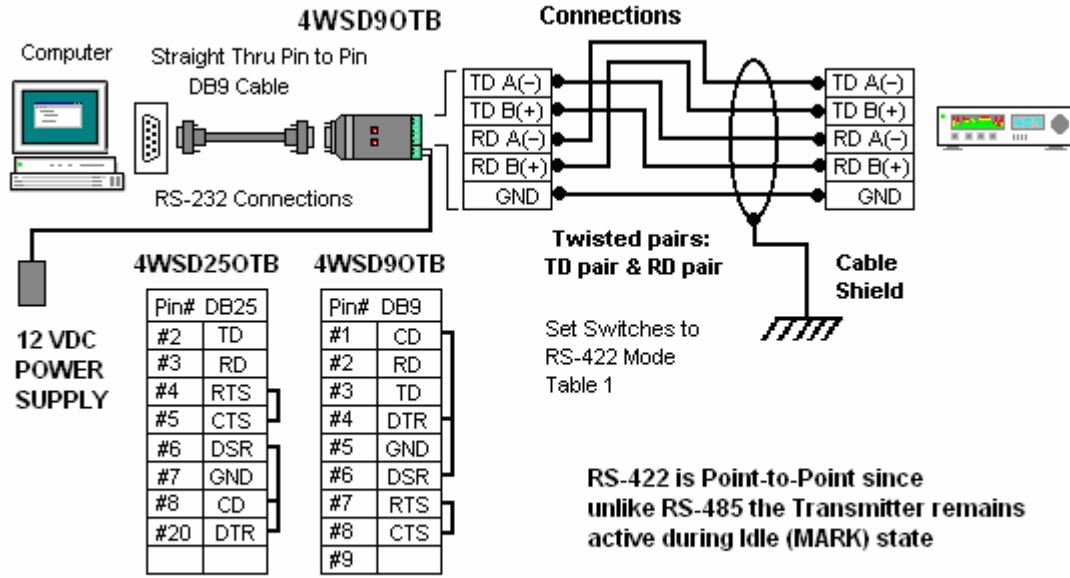 4WSD9OTB
Connections
Computer
Straight Thru Pin to Pin
DB9 Cable
TD A(-)
TD B(+)
RD A(-)
RD B(+)
GND
TD A(-)
TD B(+)
RD A(-)
RD B(+)
GND
RS-232 Connections
12 VDC
POWER
SUPPLY
4WSD25OTB
Pin# DB25
#2 TD
#3 RD
#4 RTS
#5 CTS
#6 DSR
#7 GND
#8 CD
#20 DTR
4WSD9OTB
Pin# DB9
#1 CD
#2 RD
#3 TD
#4 DTR
#5 GND
#6 DSR
#7 RTS
#8 CTS
#9
Twisted pairs:
TD pair & RD pair
Cable
Shield
Set Switches to
RS-422 Mode
Table 1
RS-422 is Point-to-Point since
unlike RS-485 the Transmitter remains
active during Idle (MARK) state